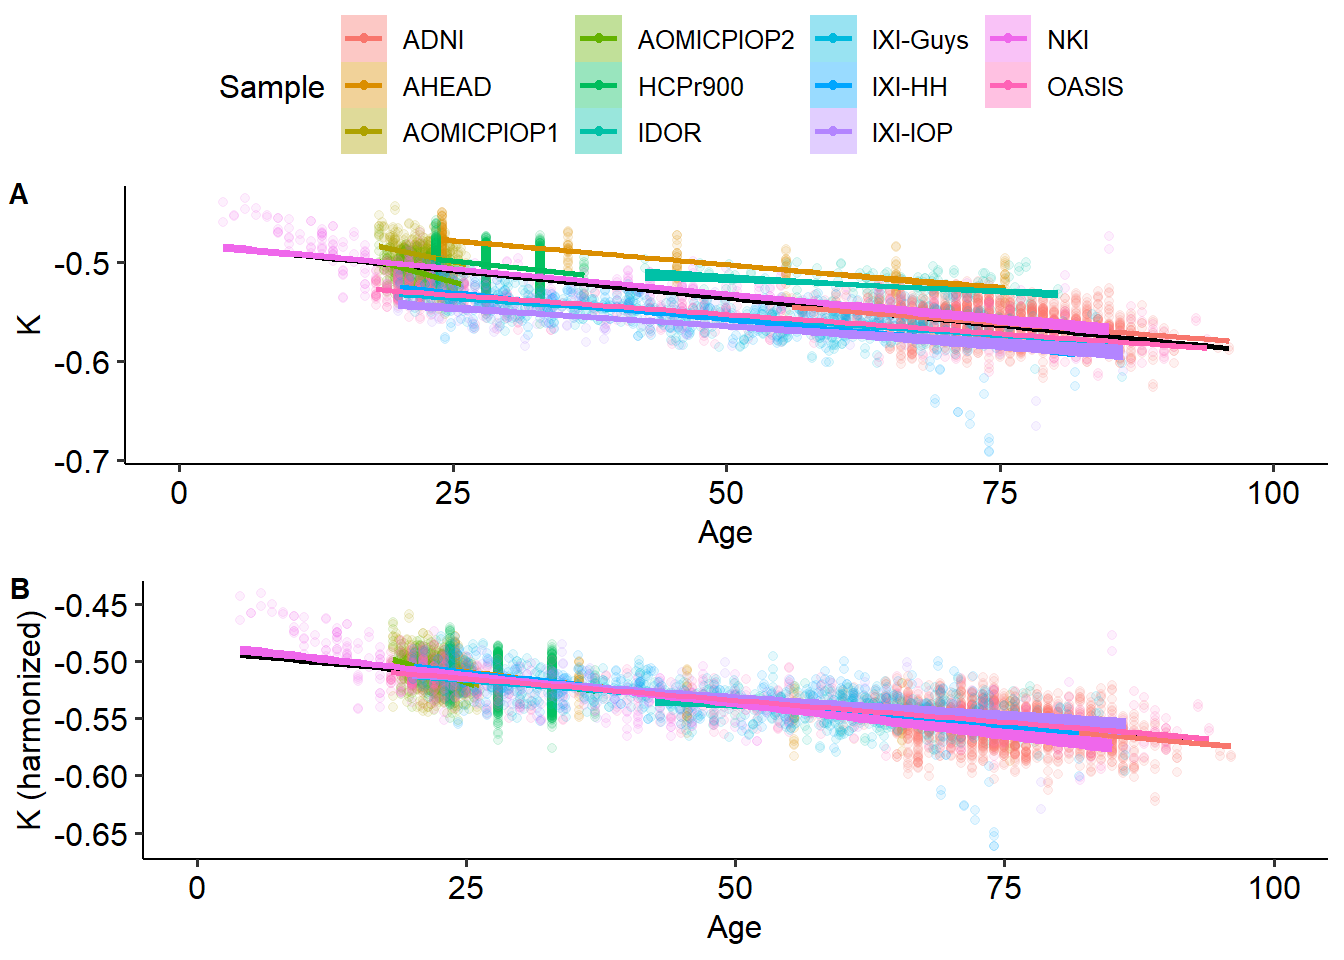 Sample
ADNI AOMICPIOP2 IXI-Guys NKI
AHEAD HCPr900 IXI-HH OASIS
AOMICPIOP1 IDOR IXI-IOP
A
K
-0.5
-0.6
-0.7
0 25 50 75 100
Age
B
K (harmonized)
-0.45
-0.50
-0.55
-0.60
-0.65
0 25 50 75 100
Age